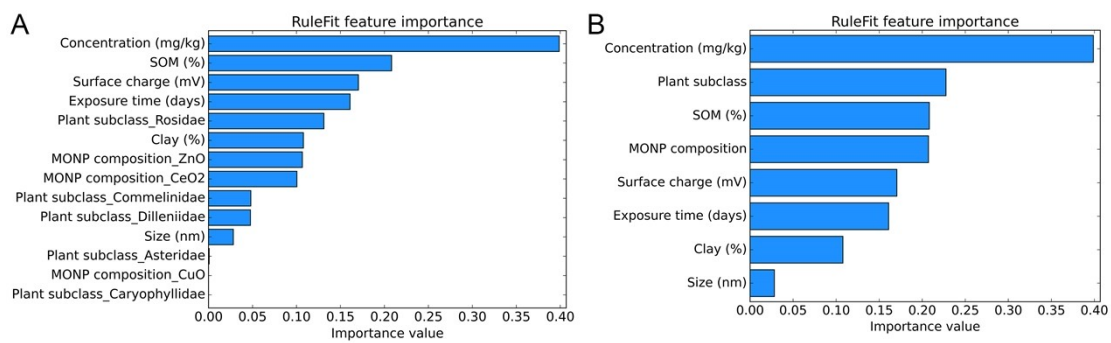 A
RuleFit feature importance
Concentration (mg/kg)
SOM (%)
Surface charge (mV)
Exposure time (days)
Plant subclass_Rosidae
Clay (%)
MONP composition_ZnO
MONP composition_CeO2
Plant subclass_Commelinidae
Plant subclass_Dilleniidae
Size (nm)
Plant subclass_Asteridae
MONP composition_CuO
Plant subclass_Caryophyllidae
0.00 0.05 0.10 0.15 0.20 0.25 0.30 0.35 0.40
Importance value
B
RuleFit feature importance
Concentration (mg/kg)
Plant subclass
SOM (%)
MONP composition
Surface charge (mV)
Exposure time (days)
Clay (%)
Size (nm)
0.00 0.05 0.10 0.15 0.20 0.25 0.30 0.35 0.40
Importance value